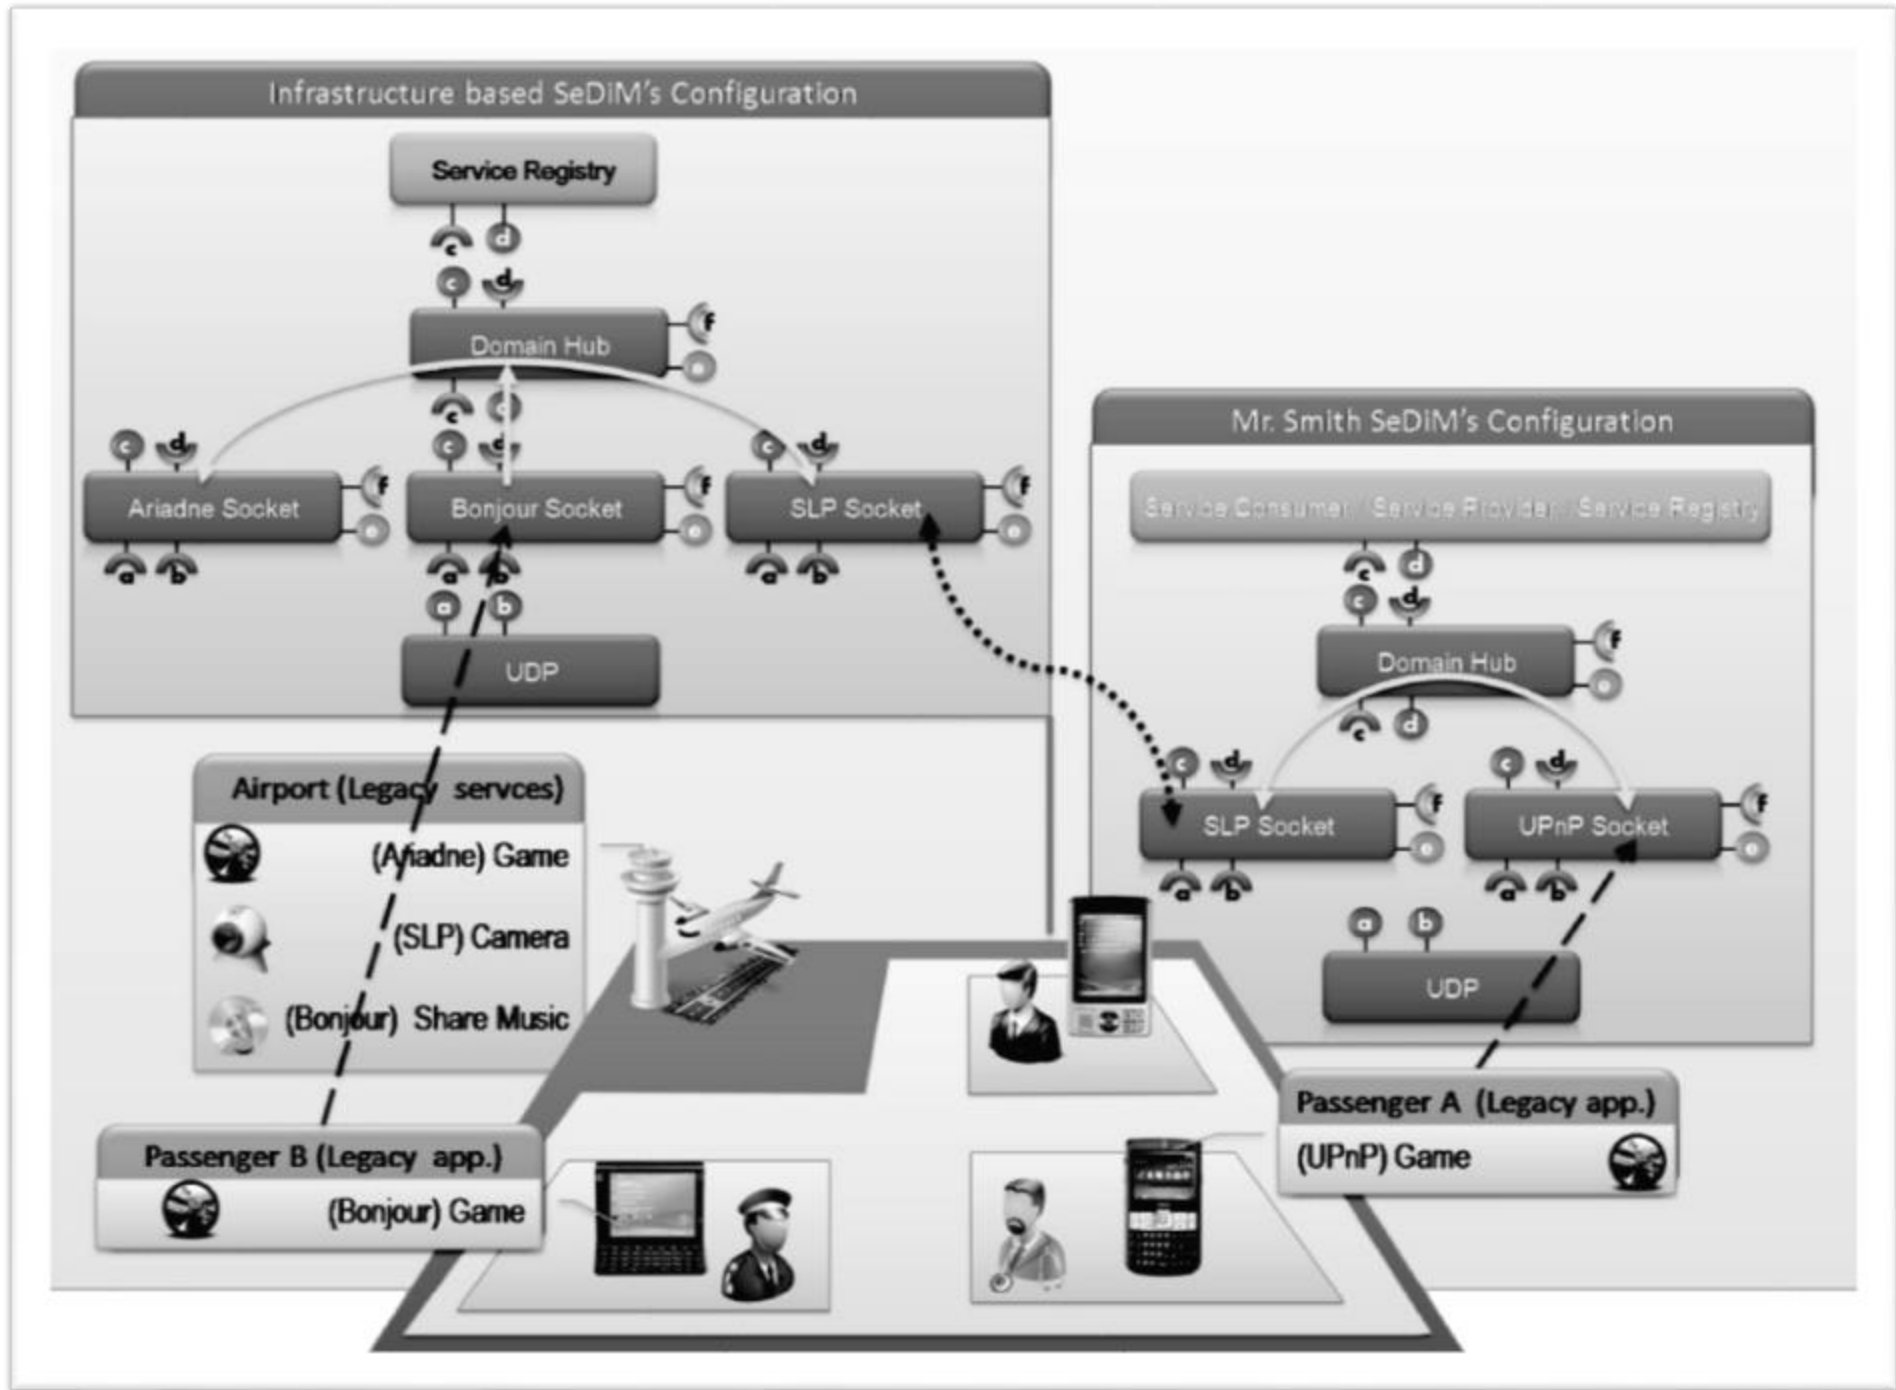 Infrastructure based SeDiM's Configuration
Service Registry
c d
c d
Domain Hub
f
e
c d
c d
c d
c d
Ariadne Socket
f
e
Bonjour Socket
f
e
SLP Socket
f
e
a b
a b
a b
a b
UDP
Mr. Smith SeDiM's Configuration
Service Consumer / Service Provider / Service Registry
c d
c d
Domain Hub
f
e
c d
c d
c d
SLP Socket
f
e
UPnP Socket
f
e
a b
a b
a b
UDP
Airport (Legacy servces)
(Ariadne) Game
(SLP) Camera
(Bonjour) Share Music
Passenger B (Legacy app.)
(Bonjour) Game
Passenger A (Legacy app.)
(UPnP) Game